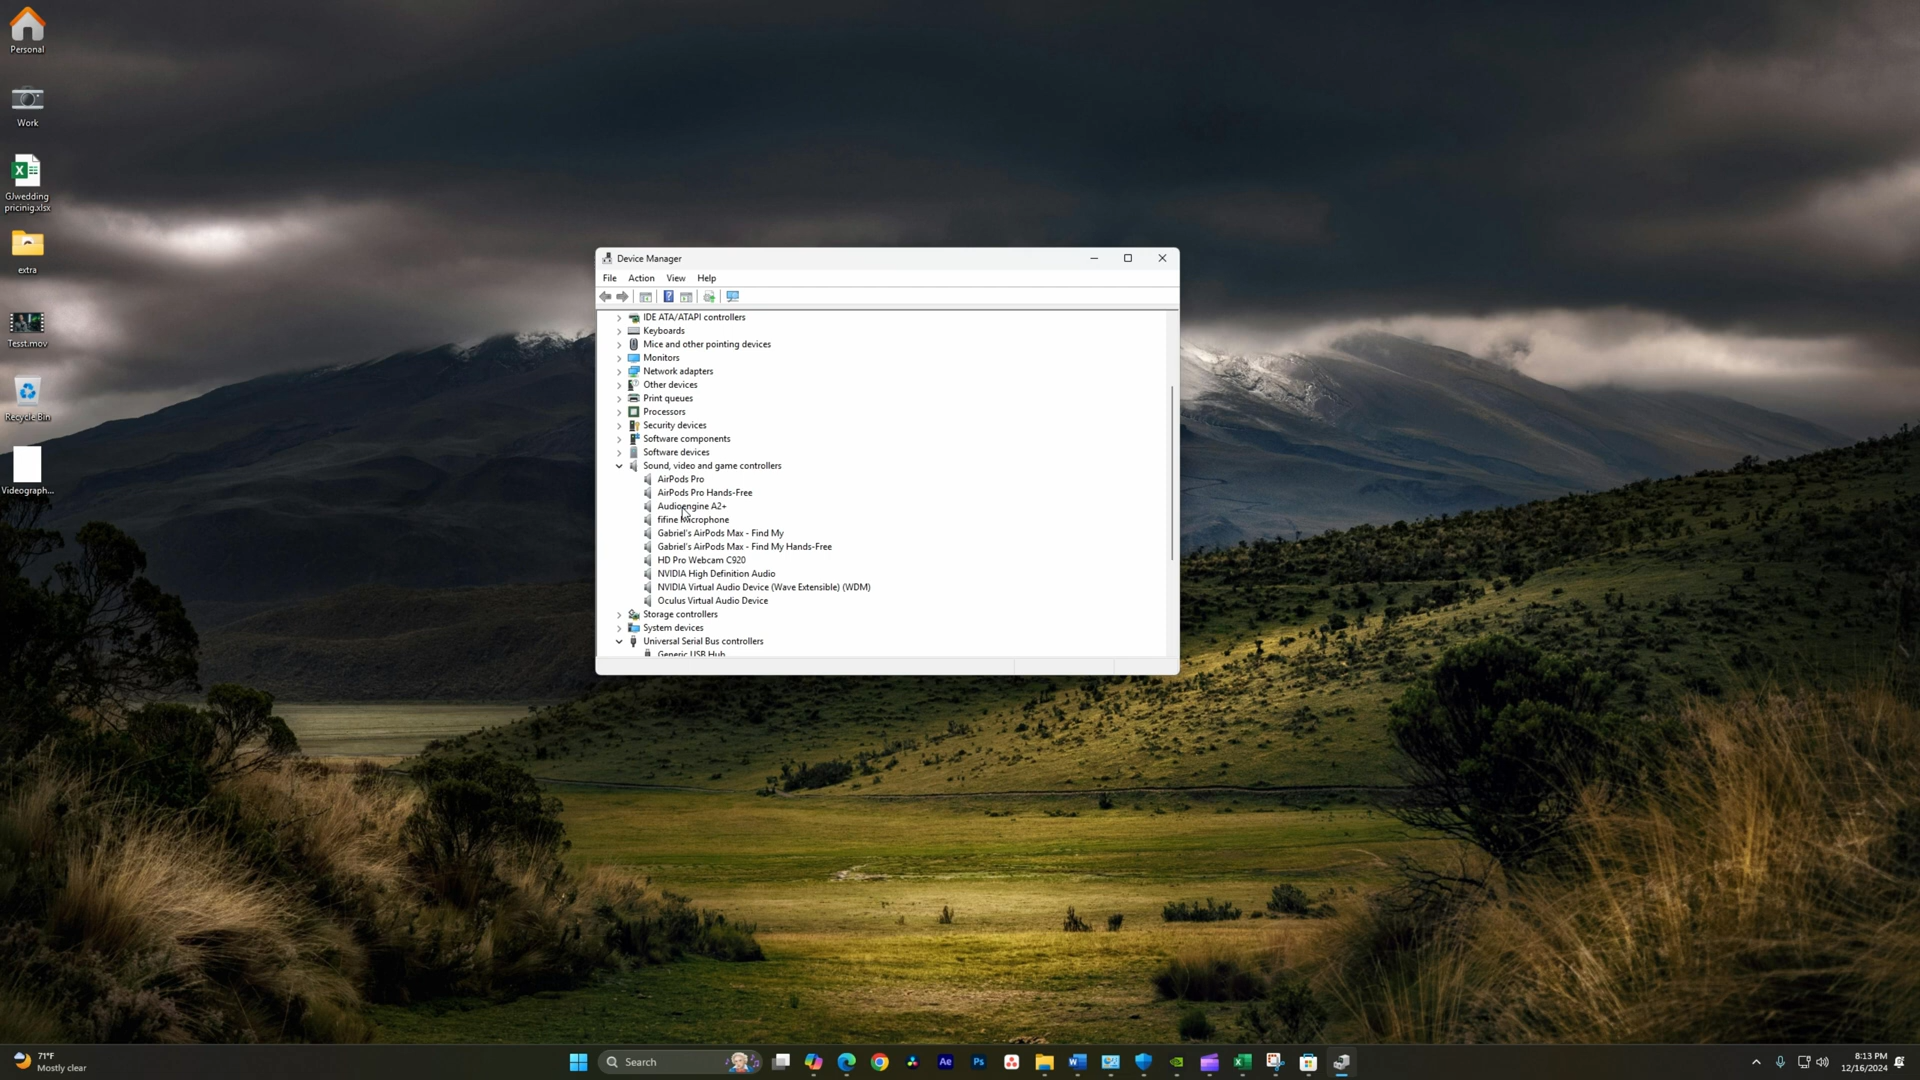 Personal
Work
GJwedding
pricinig.xlsx
extra
Tesst.mov
Recycle Bin
Videograph...
Device Manager
File Action View Help
IDE ATA/ATAPI controllers
Keyboards
Mice and other pointing devices
Monitors
Network adapters
Other devices
Print queues
Processors
Security devices
Software components
Software devices
Sound, video and game controllers
AirPods Pro
AirPods Pro Hands-Free
Audioengine A2+
fifine Microphone
Gabriel's AirPods Max - Find My
Gabriel's AirPods Max - Find My Hands-Free
HD Pro Webcam C920
NVIDIA High Definition Audio
NVIDIA Virtual Audio Device (Wave Extensible) (WDM)
Oculus Virtual Audio Device
Storage controllers
System devices
Universal Serial Bus controllers
Generic USB Hub
71°F
Mostly clear
Search
Ae
Ps
8:13 PM
12/16/2024